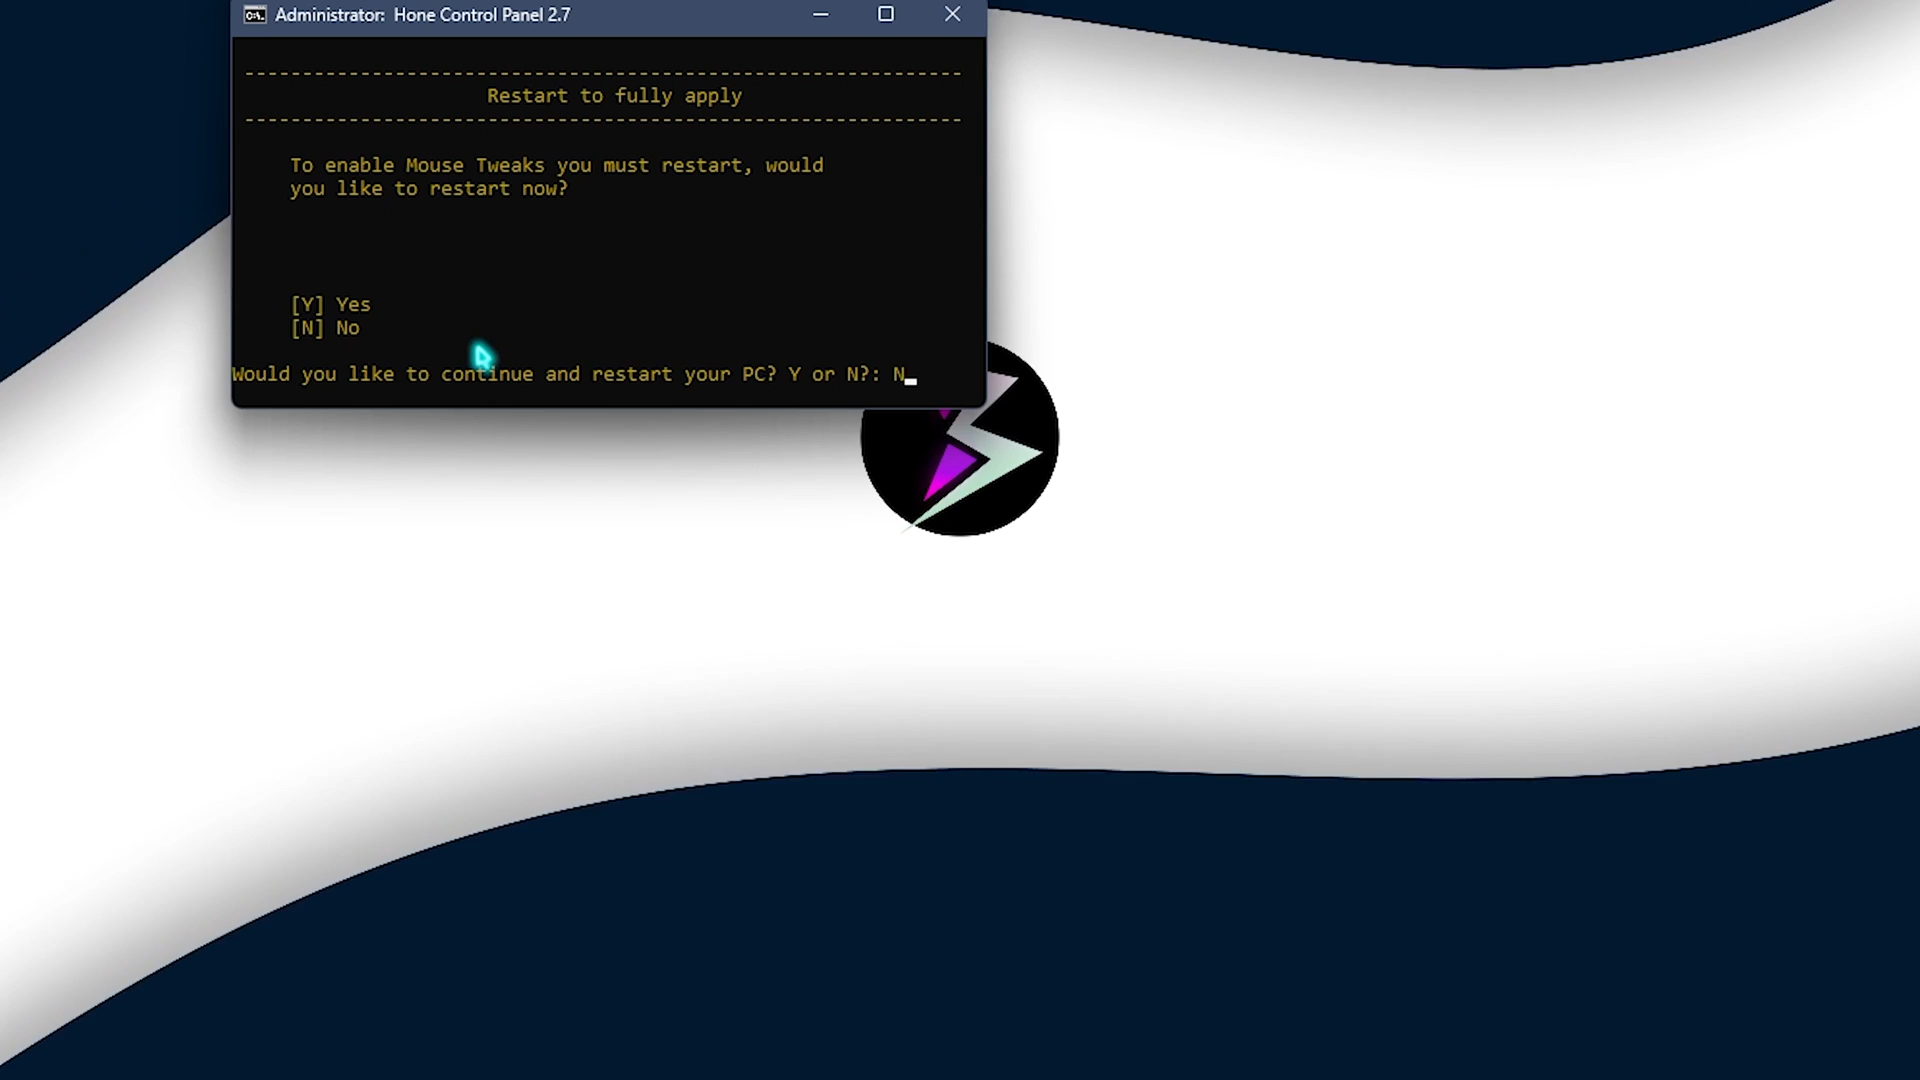 Administrator: Hone Control Panel 2.7
--------------------------------------------------------------
Restart to fully apply
--------------------------------------------------------------
To enable Mouse Tweaks you must restart, would
you like to restart now?
[Y] Yes
[N] No
Would you like to continue and restart your PC? Y or N?: N